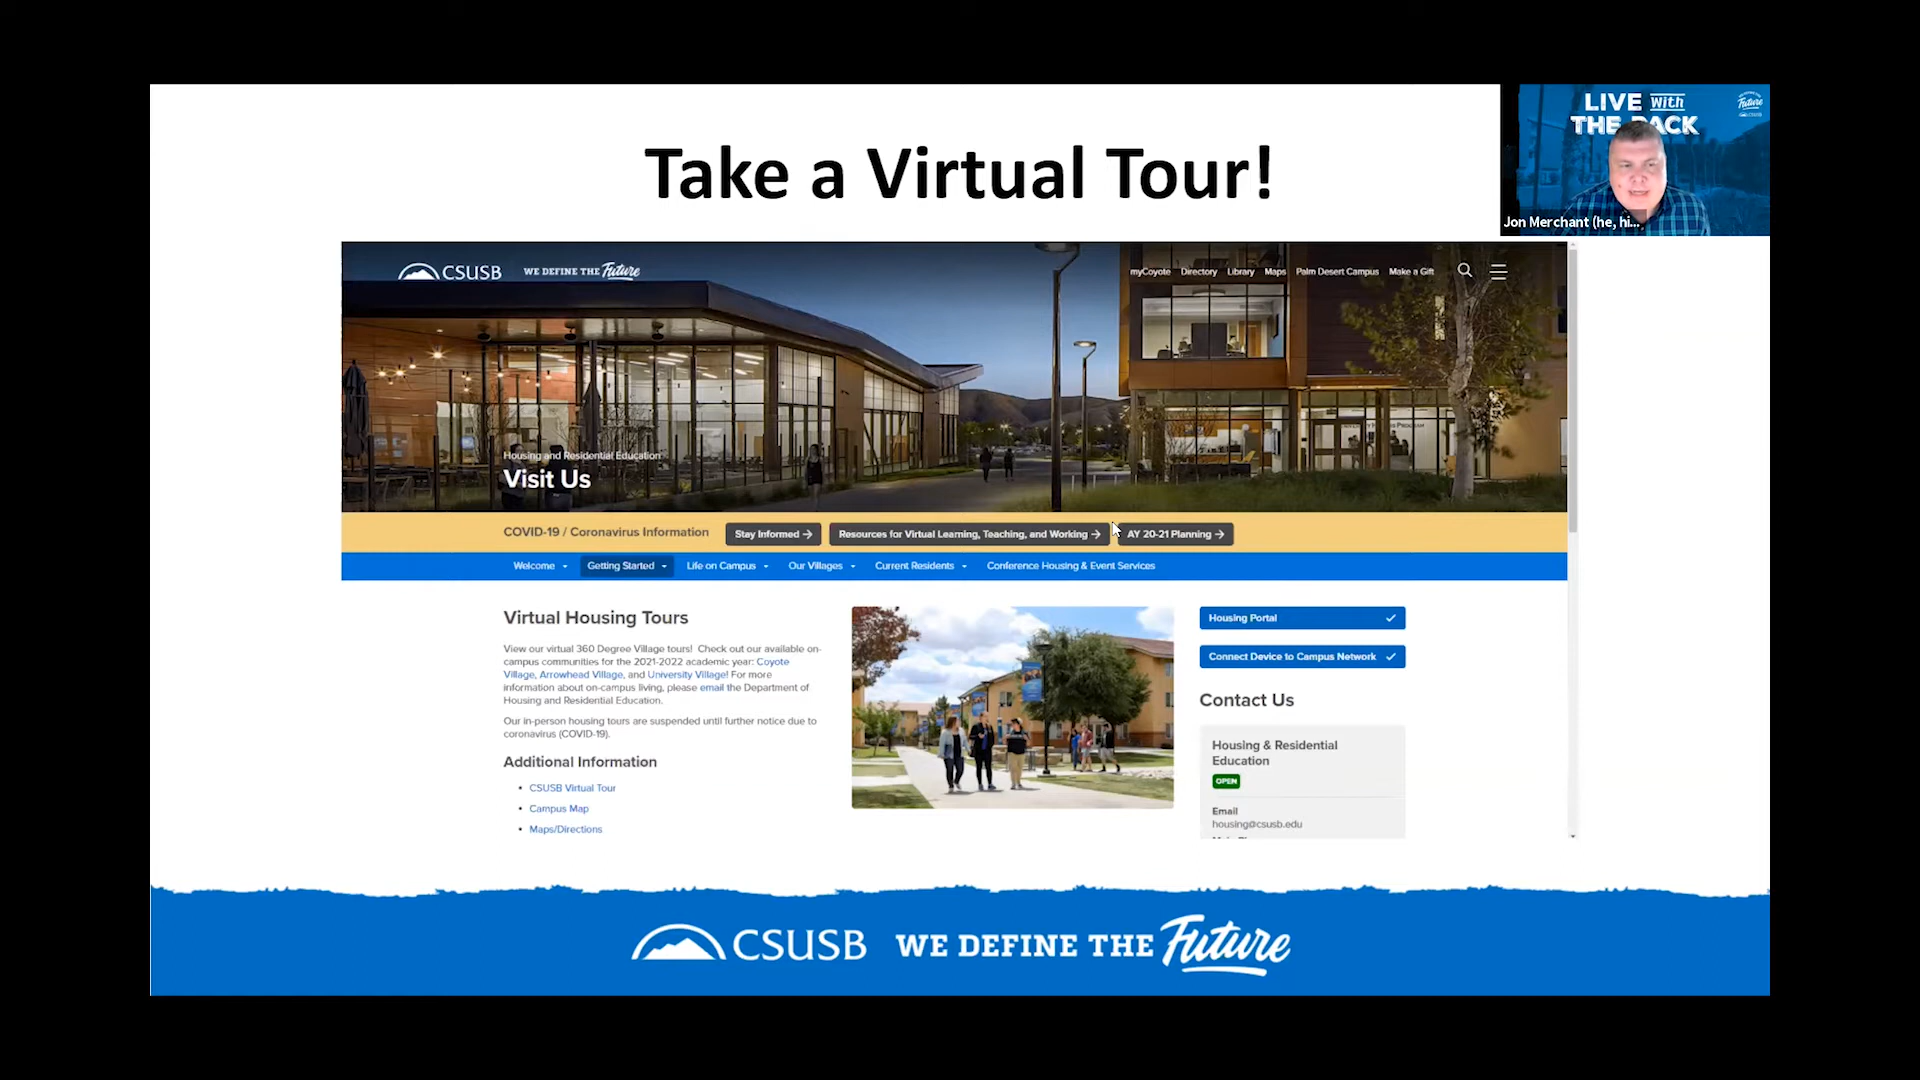 Take a Virtual Tour!
LIVE With
THE PACK
Future
Jon Merchant (he, hi...
CSUSB
WE DEFINE THE Future
myCoyote
Directory
Library
Maps
Palm Desert Campus
Make a Gift
Housing and Residential Education
Visit Us
COVID-19 / Coronavirus Information
Stay Informed →
Resources for Virtual Learning, Teaching, and Working →
AY 20-21 Planning →
Welcome
Getting Started
Life on Campus
Our Villages
Current Residents
Conference Housing & Event Services
Virtual Housing Tours
View our virtual 360 Degree Village tours! Check out our available on-
campus communities for the 2021-2022 academic year: Coyote
Village, Arrowhead Village, and University Village! For more
information about on-campus living, please email the Department of
Housing and Residential Education.
Our in-person housing tours are suspended until further notice due to
coronavirus (COVID-19).
Additional Information
• CSUSB Virtual Tour
• Campus Map
• Maps/Directions
Housing Portal
Connect Device to Campus Network
Contact Us
Housing & Residential
Education
OPEN
Email
housing@csusb.edu
CSUSB
WE DEFINE THE Future